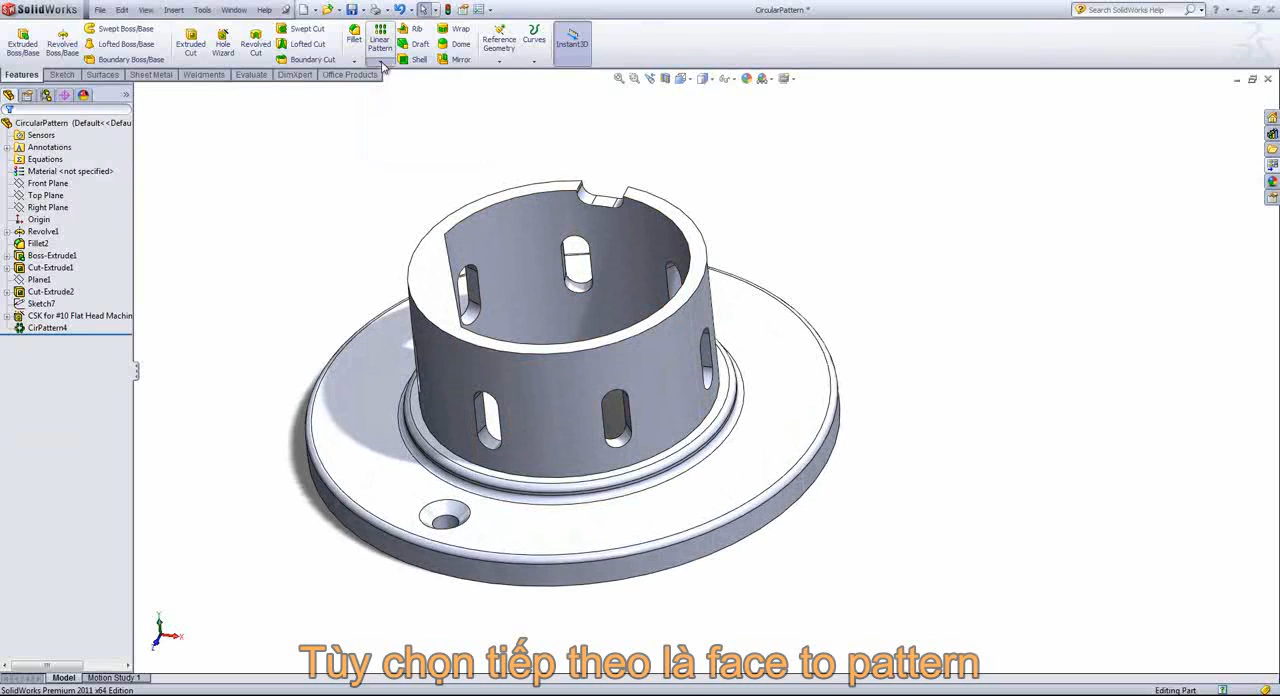 SolidWorks
File Edit View Insert Tools Window Help
CircularPattern *
Search SolidWorks Help
Extruded Boss/Base
Revolved Boss/Base
Swept Boss/Base
Lofted Boss/Base
Boundary Boss/Base
Extruded Cut
Hole Wizard
Revolved Cut
Swept Cut
Lofted Cut
Boundary Cut
Fillet
Linear Pattern
Rib
Draft
Shell
Wrap
Dome
Mirror
Reference Geometry
Curves
Instant3D
Features Sketch Surfaces Sheet Metal Weldments Evaluate DimXpert Office Products
CircularPattern (Default<<Defau
Sensors
Annotations
Equations
Material <not specified>
Front Plane
Top Plane
Right Plane
Origin
Revolve1
Fillet2
Boss-Extrude1
Cut-Extrude1
Plane1
Cut-Extrude2
Sketch7
CSK for #10 Flat Head Machin
CirPattern4
Y
X
Z
Tùy chọn tiếp theo là face to pattern
Model Motion Study 1
SolidWorks Premium 2011 x64 Edition
Editing Part